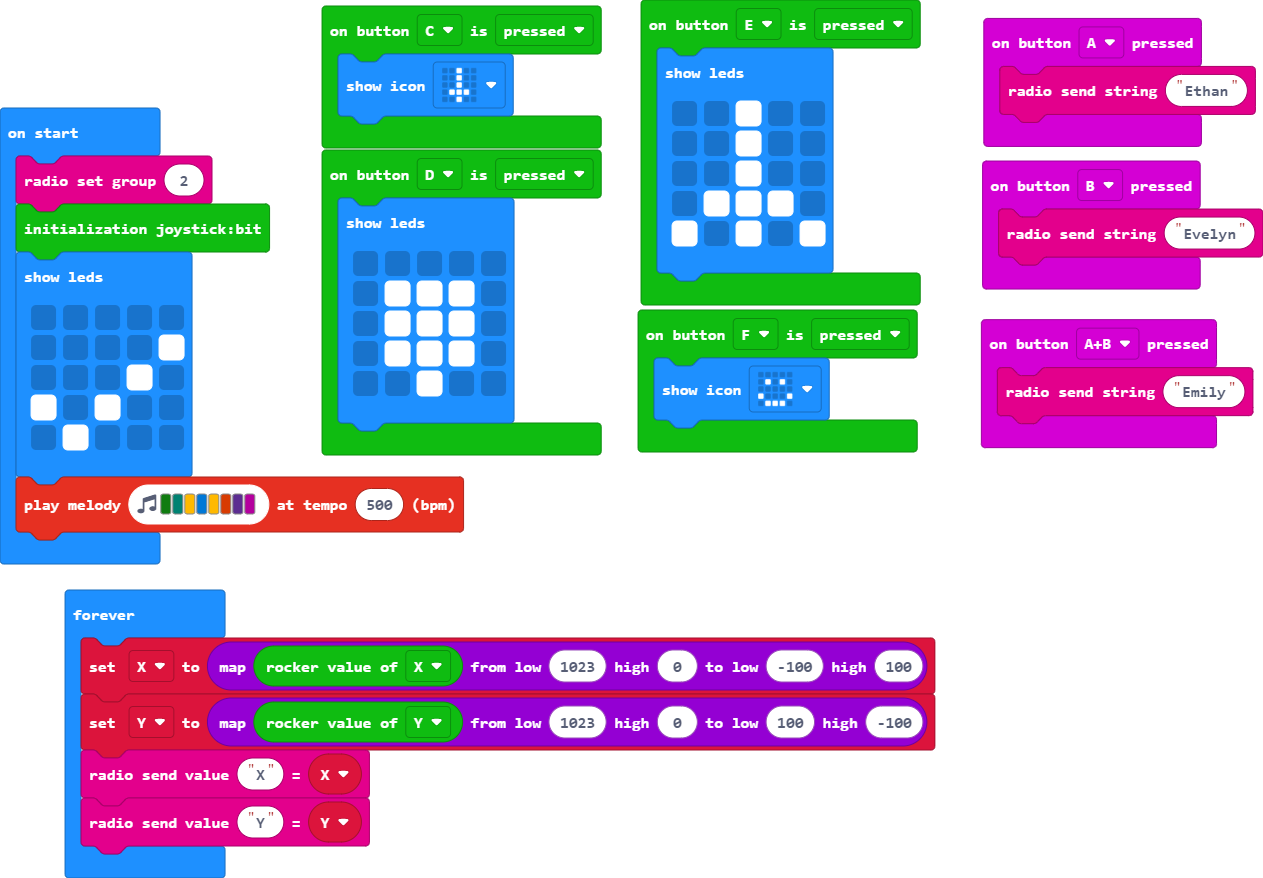 on start
radio set group 2
initialization joystick:bit
show leds
play melody at tempo 500 (bpm)
on button C is pressed
show icon
on button D is pressed
show leds
on button E is pressed
show leds
on button F is pressed
show icon
on button A pressed
radio send string "Ethan"
on button B pressed
radio send string "Evelyn"
on button A+B pressed
radio send string "Emily"
forever
set X to map rocker value of X from low 1023 high 0 to low -100 high 100
set Y to map rocker value of Y from low 1023 high 0 to low 100 high -100
radio send value "X" = X
radio send value "Y" = Y